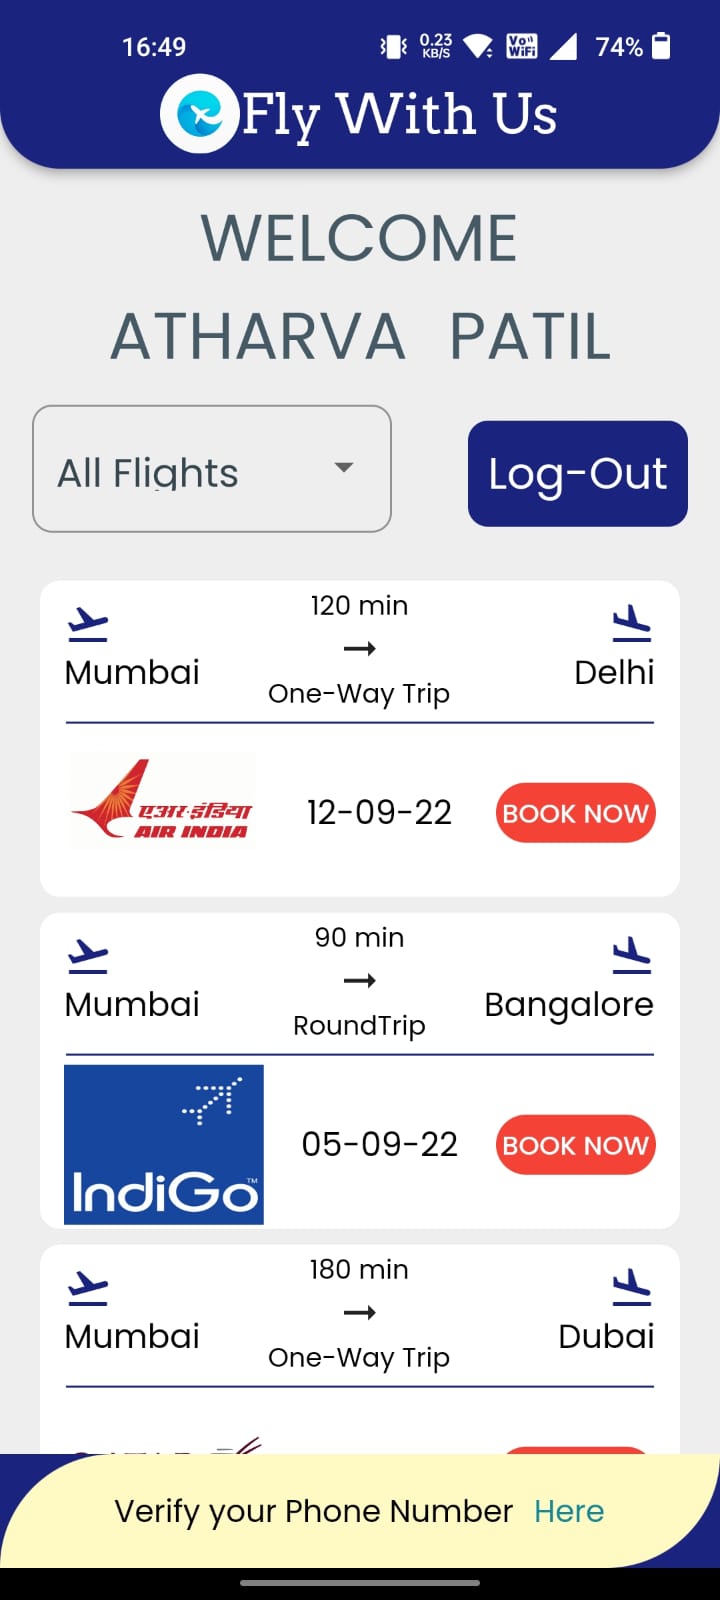 16:49
0.23
KB/S
Vo
WiFi
74%
Fly With Us
WELCOME
ATHARVA PATIL
All Flights
Log-Out
120 min
Mumbai
Delhi
One-Way Trip
एअर-इंडिया
AIR INDIA
12-09-22
BOOK NOW
90 min
Mumbai
Bangalore
RoundTrip
IndiGo™
05-09-22
BOOK NOW
180 min
Mumbai
Dubai
One-Way Trip
Verify your Phone Number Here